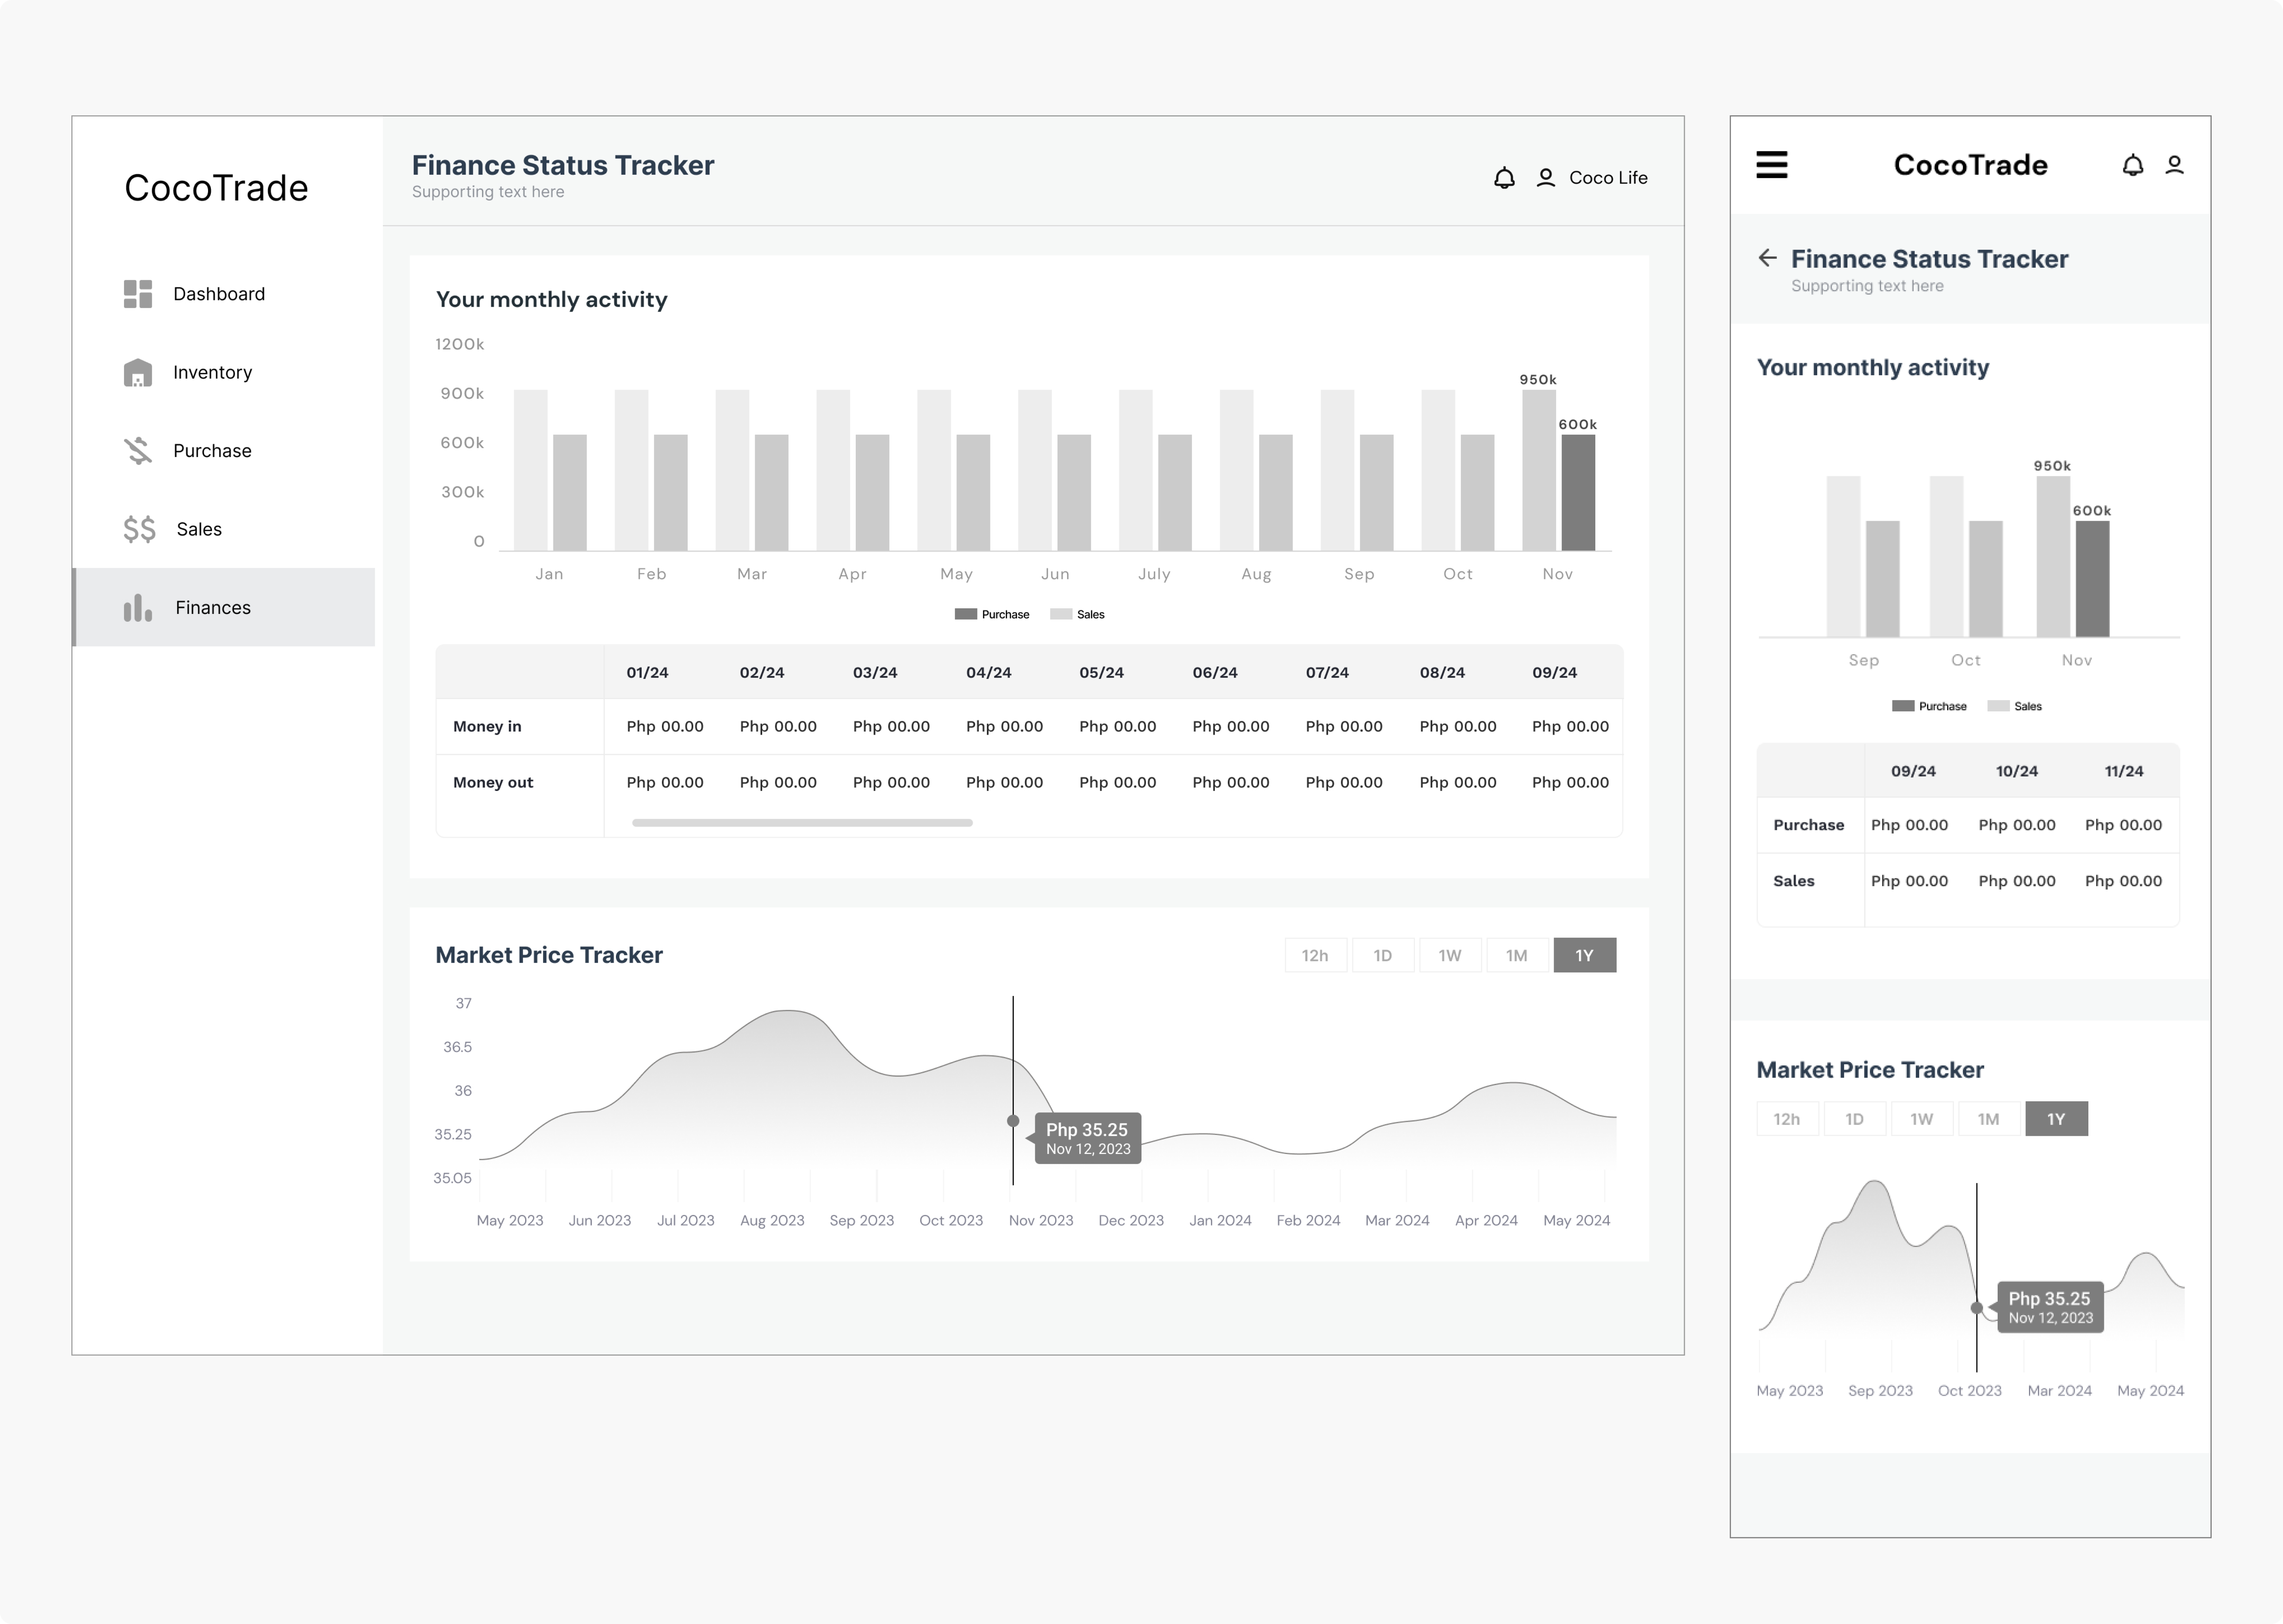 CocoTrade
Dashboard
Inventory
Purchase
Sales
Finances
Finance Status Tracker
Supporting text here
Coco Life
Your monthly activity
1200k
900k
600k
300k
0
950k
600k
Jan Feb Mar Apr May Jun July Aug Sep Oct Nov
Purchase Sales
01/24 02/24 03/24 04/24 05/24 06/24 07/24 08/24 09/24
Money in Php 00.00 Php 00.00 Php 00.00 Php 00.00 Php 00.00 Php 00.00 Php 00.00 Php 00.00 Php 00.00
Money out Php 00.00 Php 00.00 Php 00.00 Php 00.00 Php 00.00 Php 00.00 Php 00.00 Php 00.00 Php 00.00
Market Price Tracker
12h 1D 1W 1M 1Y
37
36.5
36
35.25
35.05
Php 35.25
Nov 12, 2023
May 2023 Jun 2023 Jul 2023 Aug 2023 Sep 2023 Oct 2023 Nov 2023 Dec 2023 Jan 2024 Feb 2024 Mar 2024 Apr 2024 May 2024
CocoTrade
Finance Status Tracker
Supporting text here
Your monthly activity
950k
600k
Sep Oct Nov
Purchase Sales
09/24 10/24 11/24
Purchase Php 00.00 Php 00.00 Php 00.00
Sales Php 00.00 Php 00.00 Php 00.00
Market Price Tracker
12h 1D 1W 1M 1Y
Php 35.25
Nov 12, 2023
May 2023 Sep 2023 Oct 2023 Mar 2024 May 2024